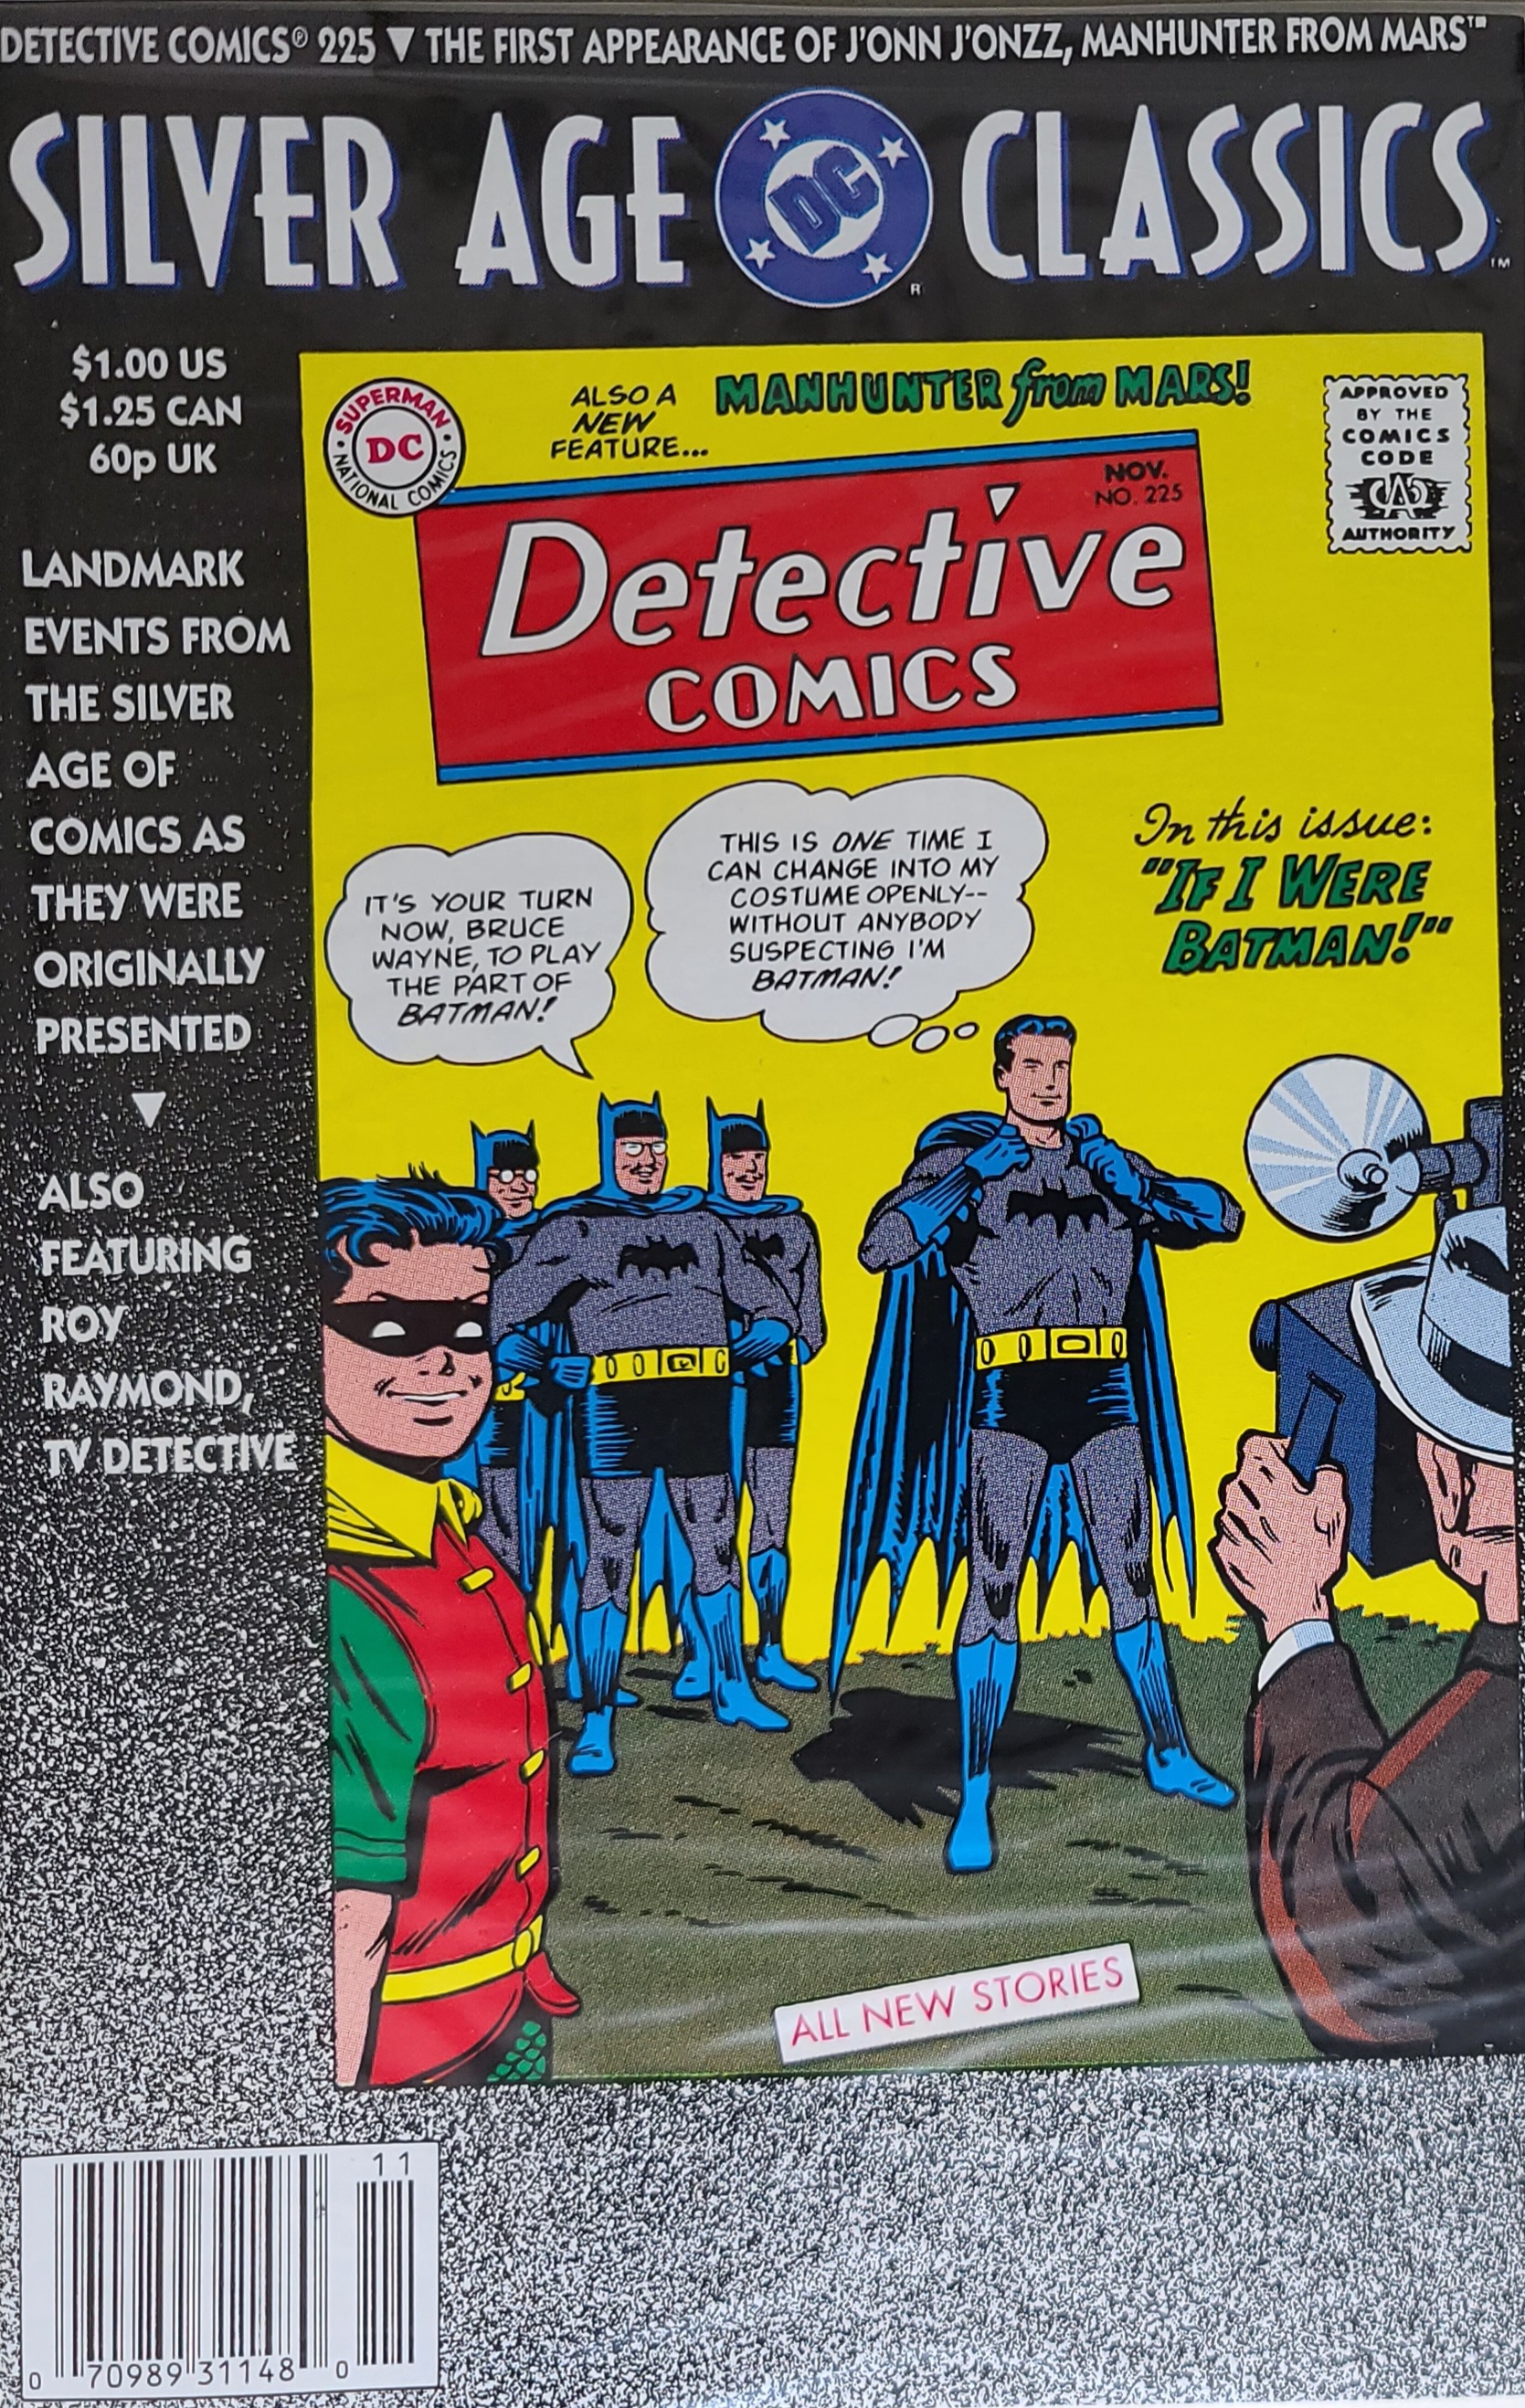 DETECTIVE COMICS® 225 ▼ THE FIRST APPEARANCE OF J'ONN J'ONZZ, MANHUNTER FROM MARS™
SILVER AGE DC CLASSICS™
R
$1.00 US
$1.25 CAN
60p UK
LANDMARK
EVENTS FROM
THE SILVER
AGE OF
COMICS AS
THEY WERE
ORIGINALLY
PRESENTED
▼
ALSO
FEATURING
ROY
RAYMOND,
TV DETECTIVE
SUPERMAN
DC
NATIONAL COMICS
ALSO A
NEW
FEATURE...
MANHUNTER from MARS!
APPROVED
BY THE
COMICS
CODE
CA
AUTHORITY
NOV.
NO. 225
Detective
COMICS
IT'S YOUR TURN
NOW, BRUCE
WAYNE, TO PLAY
THE PART OF
BATMAN!
THIS IS ONE TIME I
CAN CHANGE INTO MY
COSTUME OPENLY--
WITHOUT ANYBODY
SUSPECTING I'M
BATMAN!
In this issue:
"IF I WERE
BATMAN!"
ALL NEW STORIES
11
0 70989 31148 0